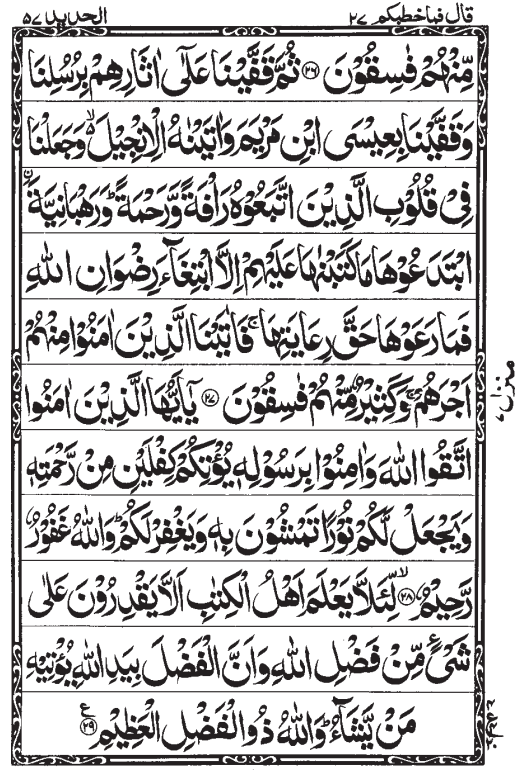 قال فما خطبكم ٢٧
الحديد ٥٧
مِّنْهُمْ فٰسِقُوْنَ ﴿۲۶﴾ ثُمَّ قَفَّيْنَا عَلٰۤى اٰثَارِهِمْ بِرُسُلِنَا
وَقَفَّيْنَا بِعِيْسَى ابْنِ مَرْيَمَ وَاٰتَيْنٰهُ الْاِنْجِيْلَ ۙ۬ وَجَعَلْنَا
فِىْ قُلُوْبِ الَّذِيْنَ اتَّبَعُوْهُ رَاْفَةً وَّرَحْمَةً ؕ وَرَهْبَانِيَّةَ ۨ
ابْتَدَعُوْهَا مَا كَتَبْنٰهَا عَلَيْهِمْ اِلَّا ابْتِغَآءَ رِضْوَانِ اللّٰهِ
فَمَا رَعَوْهَا حَقَّ رِعَايَتِهَا ۚ فَاٰتَيْنَا الَّذِيْنَ اٰمَنُوْا مِنْهُمْ
اَجْرَهُمْ ۚ وَكَثِيْرٌ مِّنْهُمْ فٰسِقُوْنَ ﴿۲۷﴾ يٰۤاَيُّهَا الَّذِيْنَ اٰمَنُوا
اتَّقُوا اللّٰهَ وَاٰمِنُوْا بِرَسُوْلِهٖ يُؤْتِكُمْ كِفْلَيْنِ مِنْ رَّحْمَتِهٖ
وَيَجْعَلْ لَّكُمْ نُوْرًا تَمْشُوْنَ بِهٖ وَيَغْفِرْ لَكُمْ ؕ وَاللّٰهُ غَفُوْرٌ
رَّحِيْمٌ ﴿۲۸﴾ ۙ لِّئَلَّا يَعْلَمَ اَهْلُ الْكِتٰبِ اَلَّا يَقْدِرُوْنَ عَلٰى
شَىْءٍ مِّنْ فَضْلِ اللّٰهِ وَاَنَّ الْفَضْلَ بِيَدِ اللّٰهِ يُؤْتِيْهِ
مَنْ يَّشَآءُ ؕ وَاللّٰهُ ذُو الْفَضْلِ الْعَظِيْمِ ﴿۲۹﴾ ع
منزل ٧